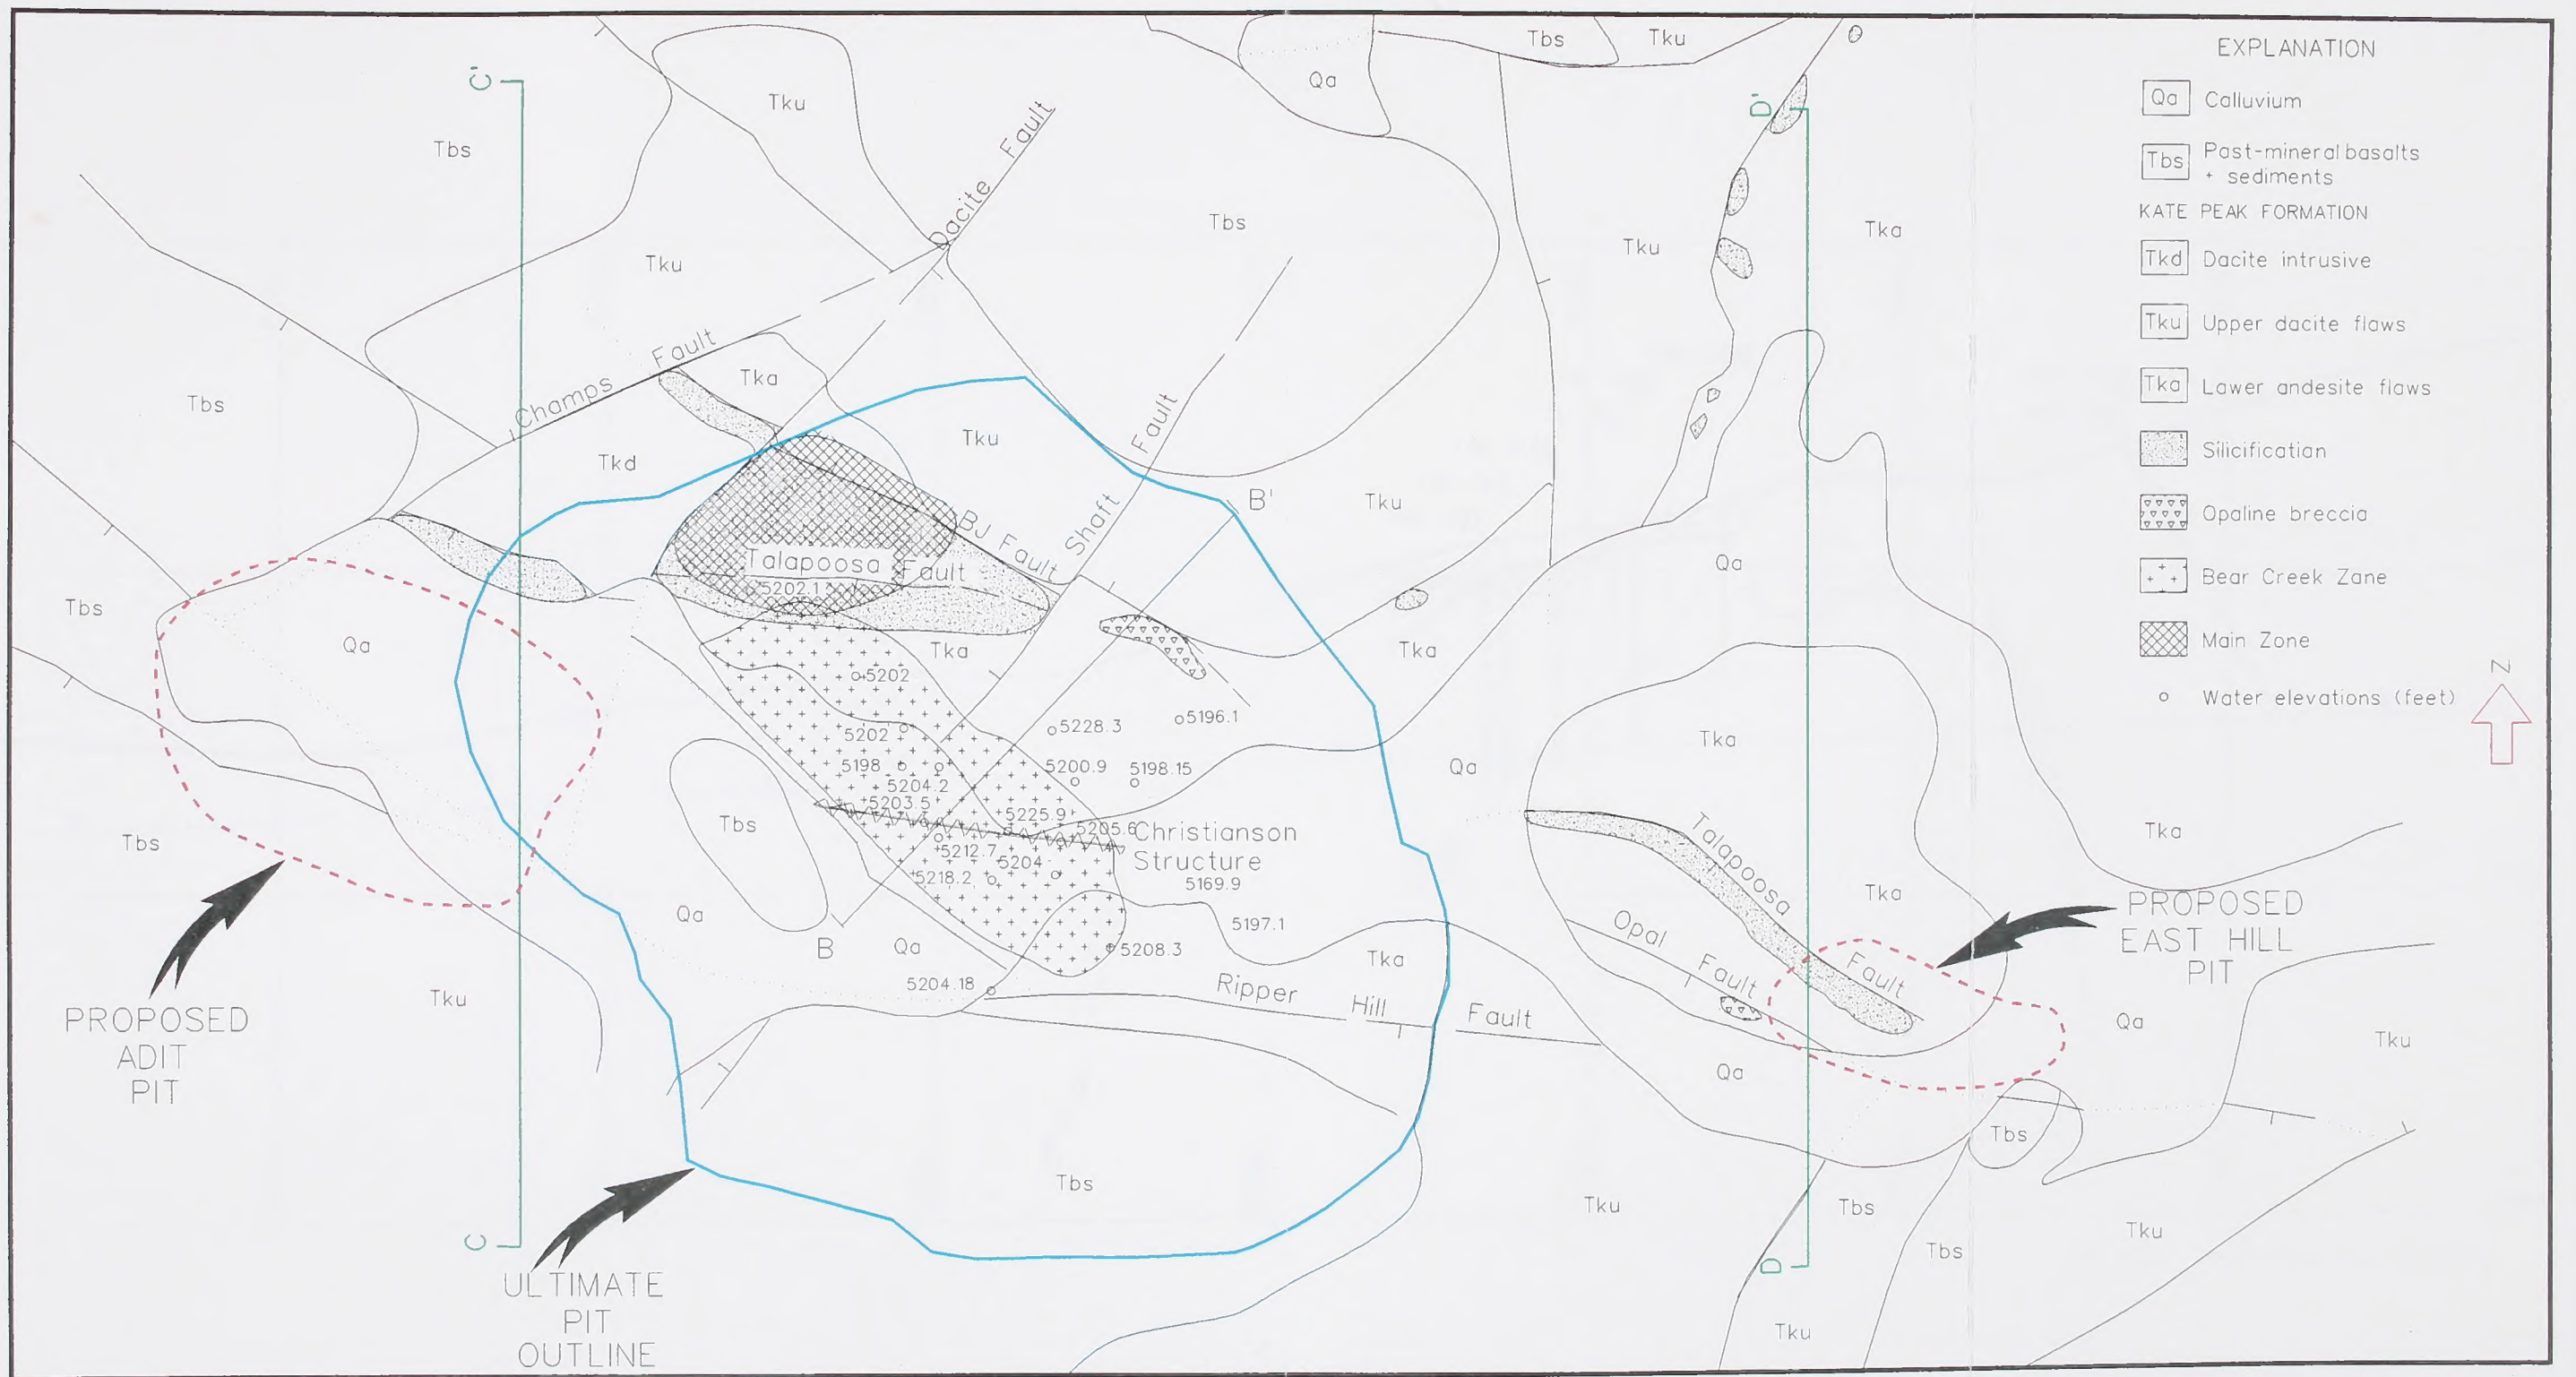 EXPLANATION
Qa Calluvium
Tbs Past-mineral basalts
+ sediments
KATE PEAK FORMATION
Tkd Dacite intrusive
Tku Upper dacite flaws
Tka Lower andesite flaws
Silicification
Opaline breccia
Bear Creek Zane
Main Zone
Water elevations (feet)
N
C'
Tbs
Tku
Dacite Fault
Qa
Tbs
Tku
D'
Tbs
Tku
Tka
Tku
Champs Fault
Tka
Tbs
Tkd
Tku
Shaft Fault
B'
Tku
BJ Fault
Talapoosa Fault
5202.1
Qa
Tbs
Qa
Tka
Tka
5202
5202
5228.3
5196.1
5198
5200.9
5198.15
5204.2
5203.5
5225.9
5205.6
Christianson
Structure
5212.7
5204
5218.2
5169.9
5197.1
5208.3
5204.18
Tbs
Tbs
Qa
B
Qa
Tka
Ripper Hill Fault
Qa
Tka
Talapoosa Fault
Tka
Tka
Opal Fault
PROPOSED
EAST HILL
PIT
Qa
Tku
Qa
Tbs
PROPOSED
ADIT
PIT
Tku
Tbs
Tku
Tbs
Tbs
Tku
C
D
Tku
ULTIMATE
PIT
OUTLINE